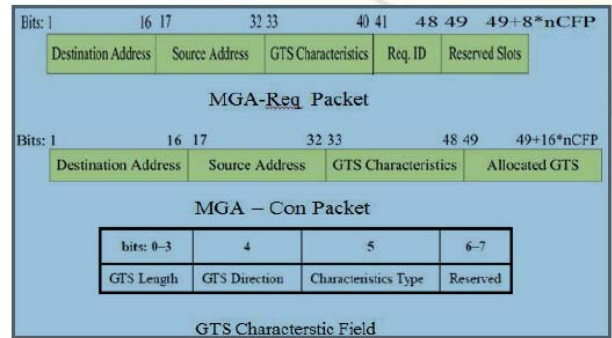 Bits: 1 16 17 32 33 40 41 48 49 49+8*nCFP
Destination Address Source Address GTS Characteristics Req. ID Reserved Slots
MGA-Req Packet
Bits: 1 16 17 32 33 48 49 49+16*nCFP
Destination Address Source Address GTS Characteristics Allocated GTS
MGA – Con Packet
bits: 0–3 4 5 6–7
GTS Length GTS Direction Characteristics Type Reserved
GTS Characterstic Field